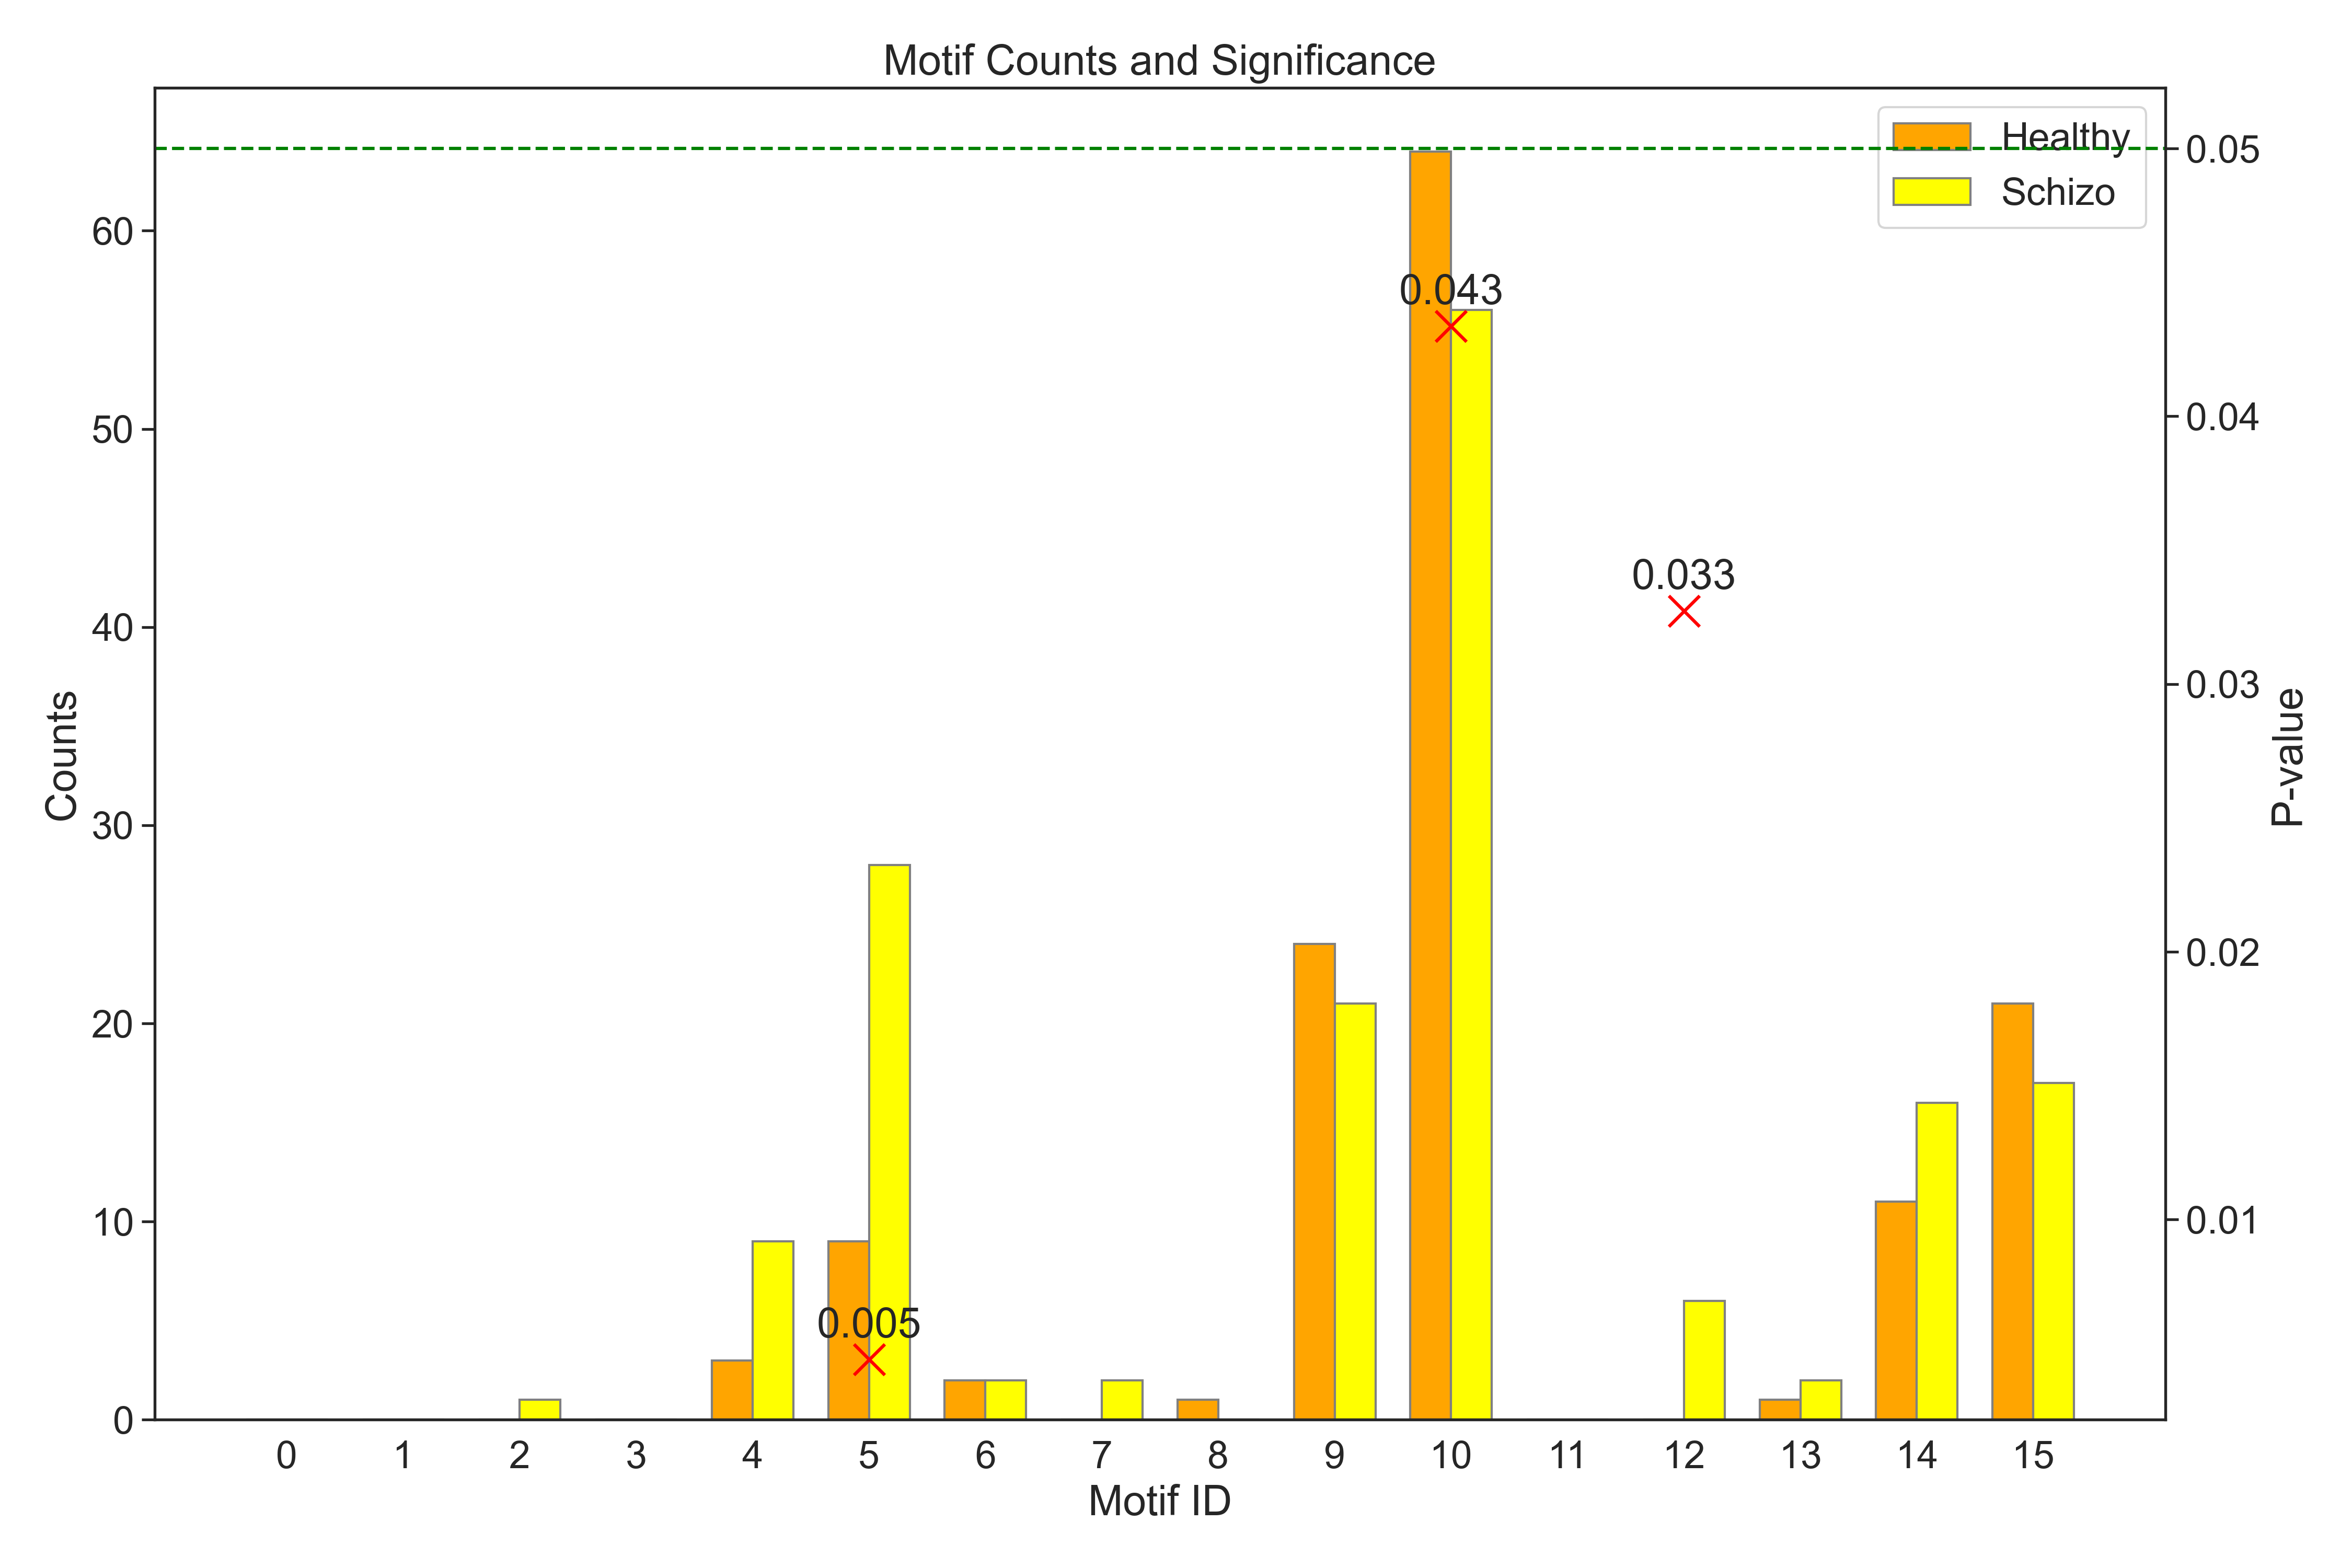 Motif Counts and Significance
Healthy
Schizo
0.043
0.033
0.005
Counts
60
50
40
30
20
10
0
P-value
0.05
0.04
0.03
0.02
0.01
0 1 2 3 4 5 6 7 8 9 10 11 12 13 14 15
Motif ID